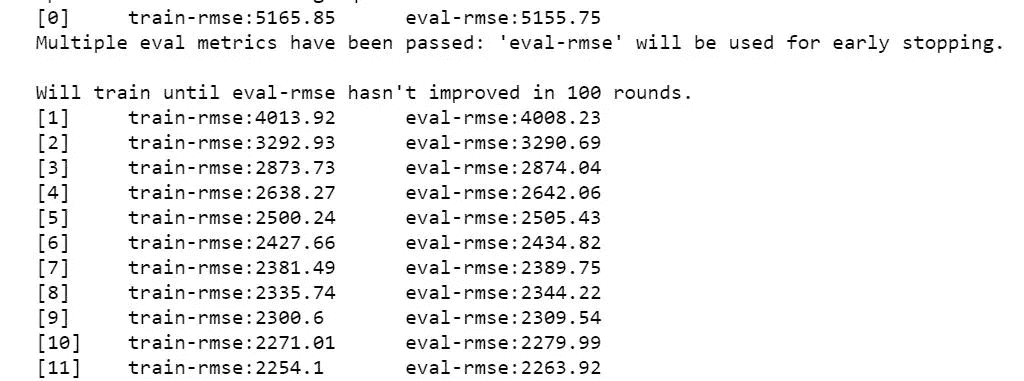 [0] train-rmse:5165.85 eval-rmse:5155.75
Multiple eval metrics have been passed: 'eval-rmse' will be used for early stopping.
Will train until eval-rmse hasn't improved in 100 rounds.
[1] train-rmse:4013.92 eval-rmse:4008.23
[2] train-rmse:3292.93 eval-rmse:3290.69
[3] train-rmse:2873.73 eval-rmse:2874.04
[4] train-rmse:2638.27 eval-rmse:2642.06
[5] train-rmse:2500.24 eval-rmse:2505.43
[6] train-rmse:2427.66 eval-rmse:2434.82
[7] train-rmse:2381.49 eval-rmse:2389.75
[8] train-rmse:2335.74 eval-rmse:2344.22
[9] train-rmse:2300.6 eval-rmse:2309.54
[10] train-rmse:2271.01 eval-rmse:2279.99
[11] train-rmse:2254.1 eval-rmse:2263.92